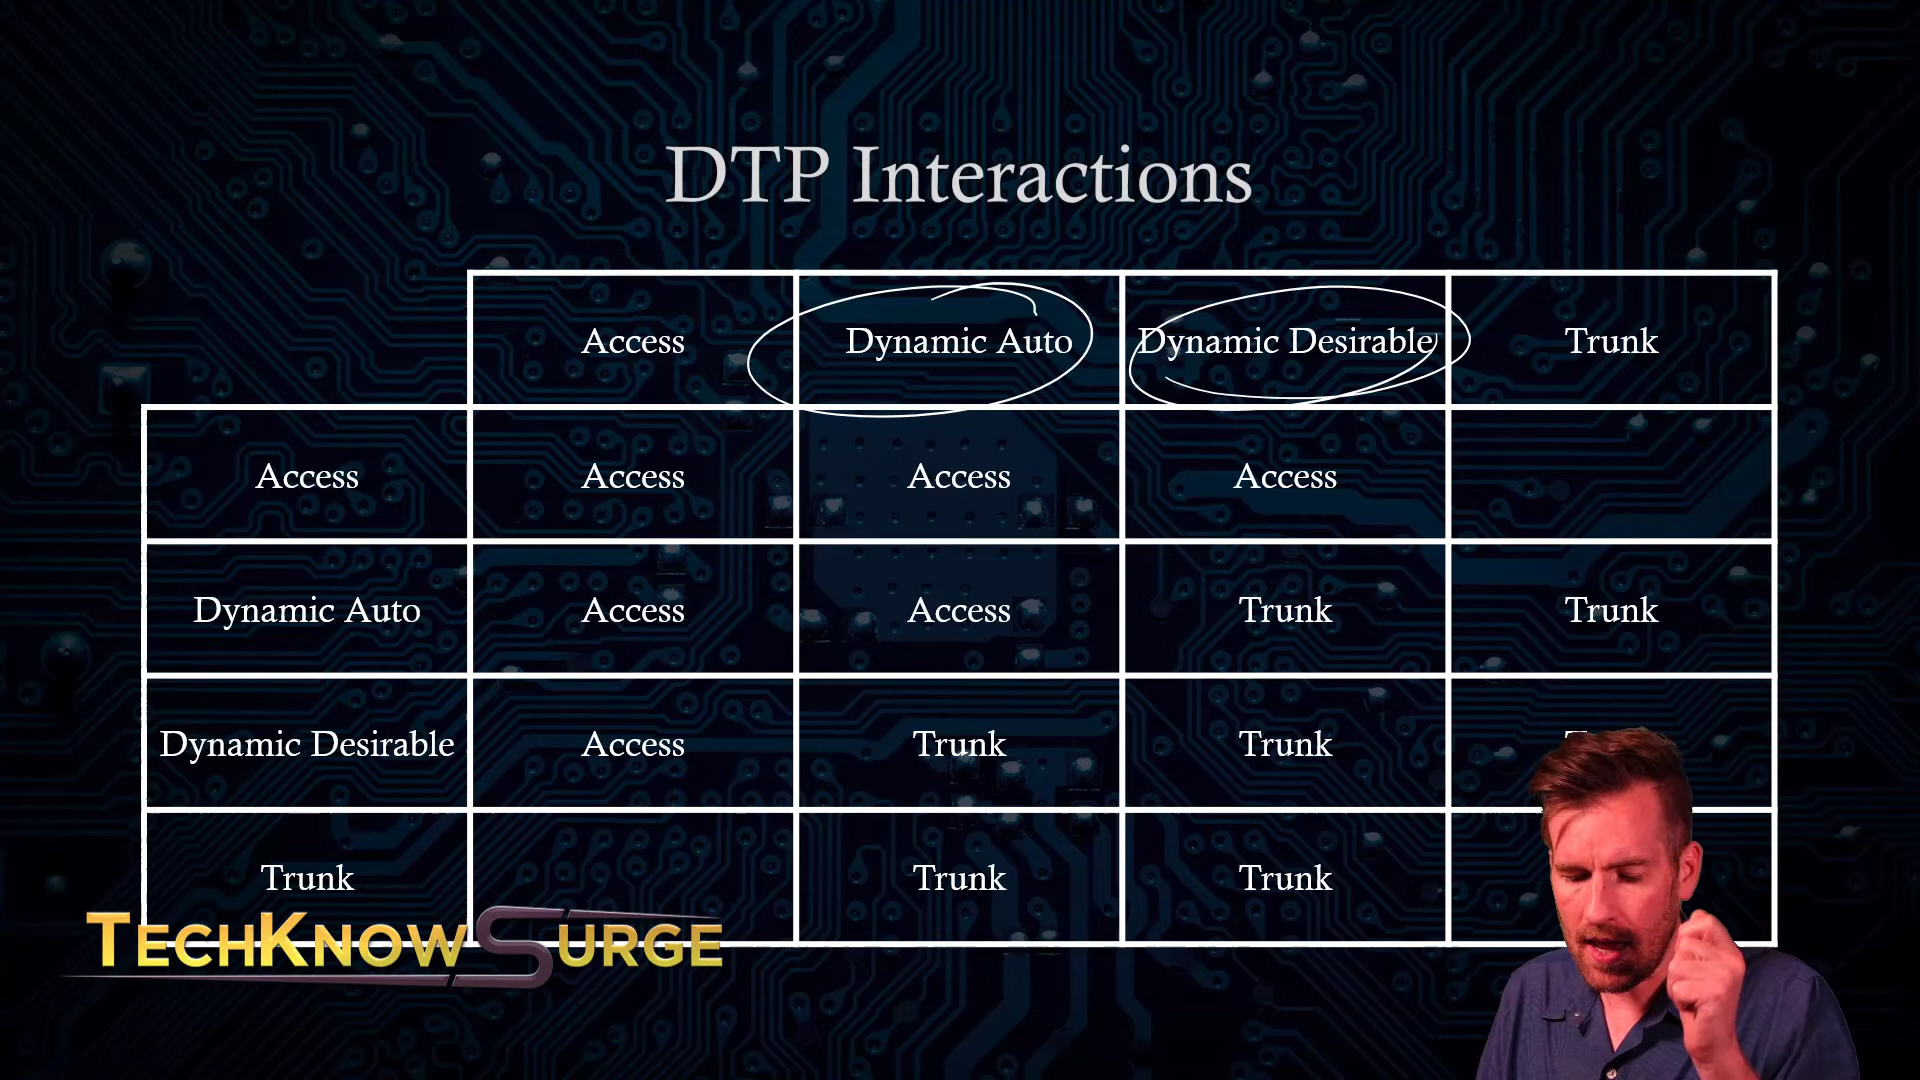 DTP Interactions
Access Dynamic Auto Dynamic Desirable Trunk
Access Access Access Access
Dynamic Auto Access Access Trunk Trunk
Dynamic Desirable Access Trunk Trunk
Trunk Trunk Trunk
TECHKNOWSURGE